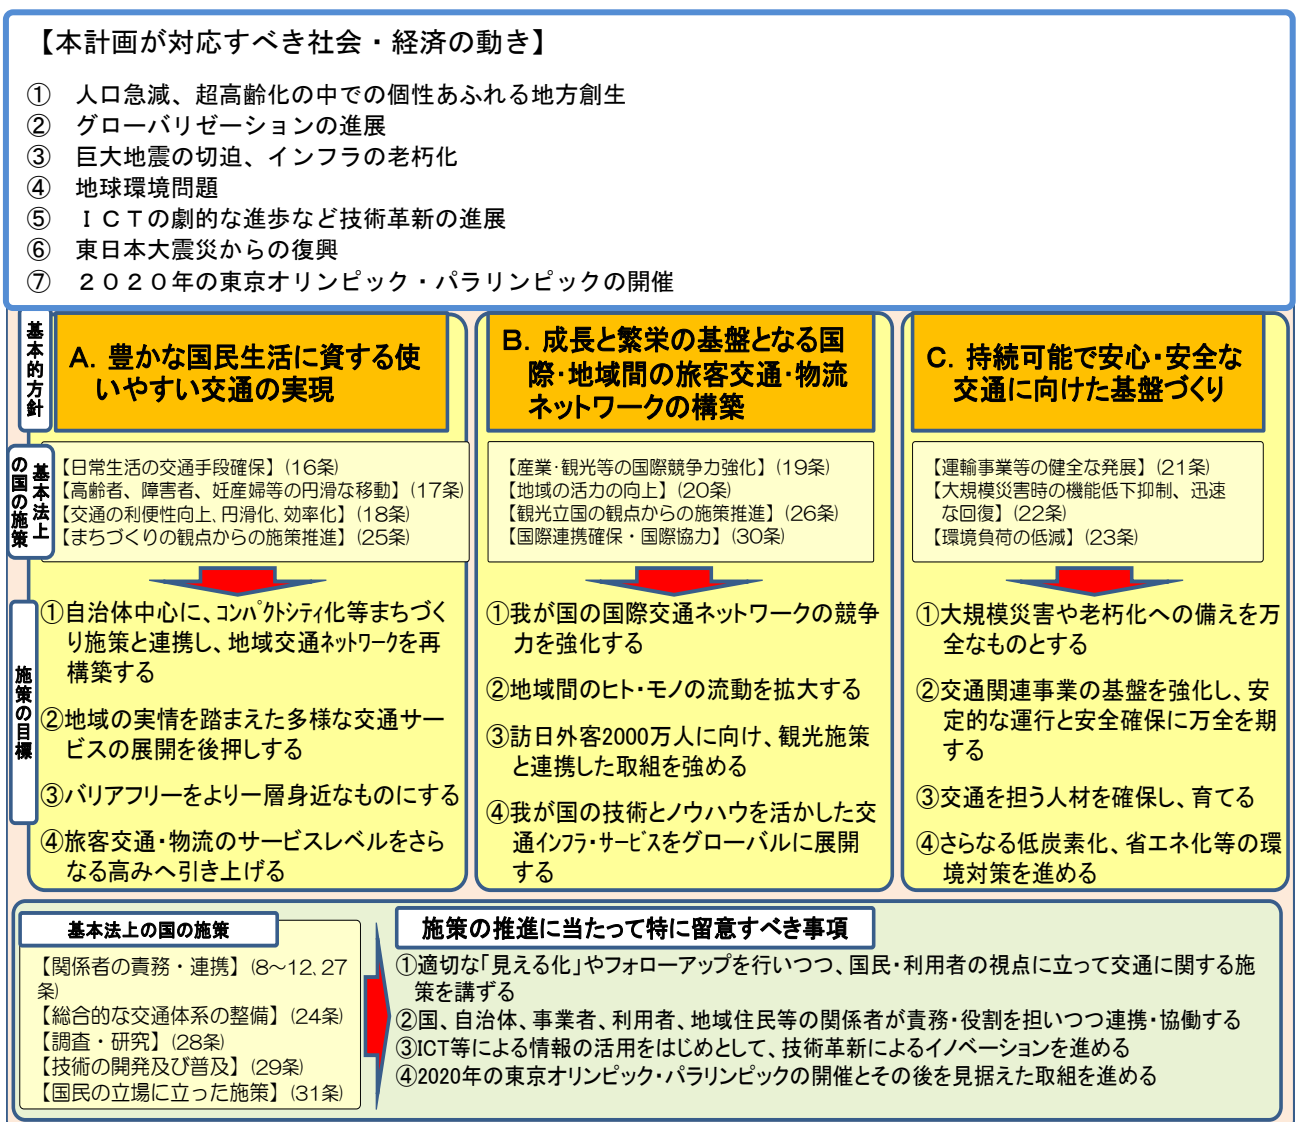 【本計画が対応すべき社会・経済の動き】
①　人口急減、超高齢化の中での個性あふれる地方創生
②　グローバリゼーションの進展
③　巨大地震の切迫、インフラの老朽化
④　地球環境問題
⑤　ＩＣＴの劇的な進歩など技術革新の進展
⑥　東日本大震災からの復興
⑦　２０２０年の東京オリンピック・パラリンピックの開催
基本的方針
A. 豊かな国民生活に資する使
いやすい交通の実現
B. 成長と繁栄の基盤となる国
際・地域間の旅客交通・物流
ネットワークの構築
C. 持続可能で安心・安全な
交通に向けた基盤づくり
基本法上
の国の施策
【日常生活の交通手段確保】(16条)
【高齢者、障害者、妊産婦等の円滑な移動】(17条)
【交通の利便性向上、円滑化、効率化】(18条)
【まちづくりの観点からの施策推進】(25条)
【産業・観光等の国際競争力強化】(19条)
【地域の活力の向上】(20条)
【観光立国の観点からの施策推進】(26条)
【国際連携確保・国際協力】(30条)
【運輸事業等の健全な発展】(21条)
【大規模災害時の機能低下抑制、迅速
な回復】(22条)
【環境負荷の低減】(23条)
施策の目標
①自治体中心に、ｺﾝﾊﾟｸﾄｼﾃｨ化等まちづく
り施策と連携し、地域交通ﾈｯﾄﾜｰｸを再
構築する
②地域の実情を踏まえた多様な交通サー
ビスの展開を後押しする
③バリアフリーをより一層身近なものにする
④旅客交通・物流のサービスレベルをさら
なる高みへ引き上げる
①我が国の国際交通ネットワークの競争
力を強化する
②地域間のヒト・モノの流動を拡大する
③訪日外客2000万人に向け、観光施策
と連携した取組を強める
④我が国の技術とノウハウを活かした交
通ｲﾝﾌﾗ・ｻｰﾋﾞｽをグローバルに展開
する
①大規模災害や老朽化への備えを万
全なものとする
②交通関連事業の基盤を強化し、安
定的な運行と安全確保に万全を期
する
③交通を担う人材を確保し、育てる
④さらなる低炭素化、省エネ化等の環
境対策を進める
基本法上の国の施策
【関係者の責務・連携】(8～12、27
条)
【総合的な交通体系の整備】(24条)
【調査・研究】(28条)
【技術の開発及び普及】(29条)
【国民の立場に立った施策】(31条)
施策の推進に当たって特に留意すべき事項
①適切な「見える化」やフォローアップを行いつつ、国民・利用者の視点に立って交通に関する施
策を講ずる
②国、自治体、事業者、利用者、地域住民等の関係者が責務・役割を担いつつ連携・協働する
③ICT等による情報の活用をはじめとして、技術革新によるイノベーションを進める
④2020年の東京オリンピック・パラリンピックの開催とその後を見据えた取組を進める